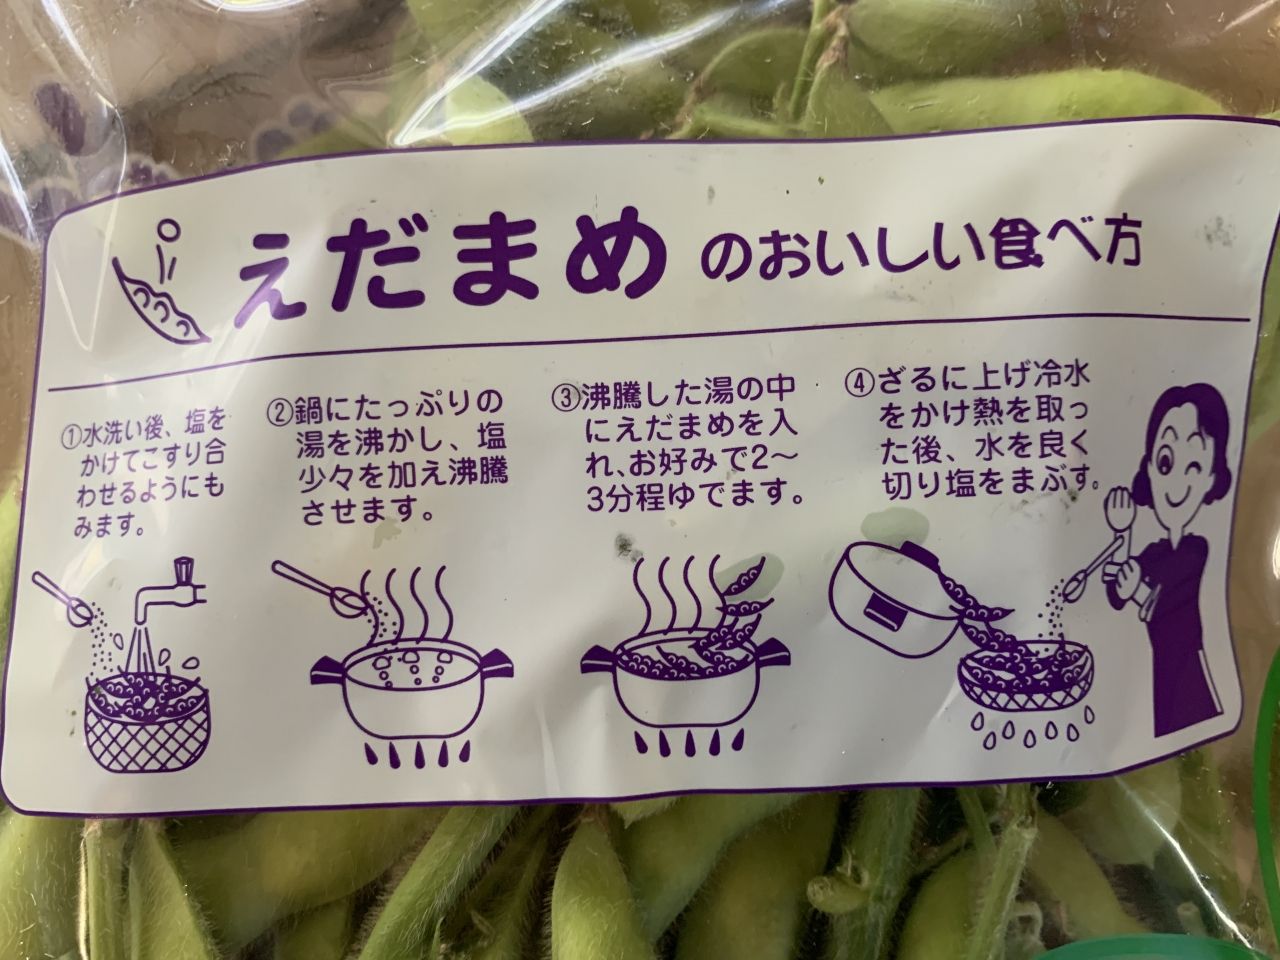 えだまめのおいしい食べ方
①水洗い後、塩を
かけてこすり合
わせるようにも
みます。
②鍋にたっぷりの
湯を沸かし、塩
少々を加え沸騰
させます。
③沸騰した湯の中
にえだまめを入
れ、お好みで2〜
3分程ゆでます。
④ざるに上げ冷水
をかけ熱を取っ
た後、水を良く
切り塩をまぶす。